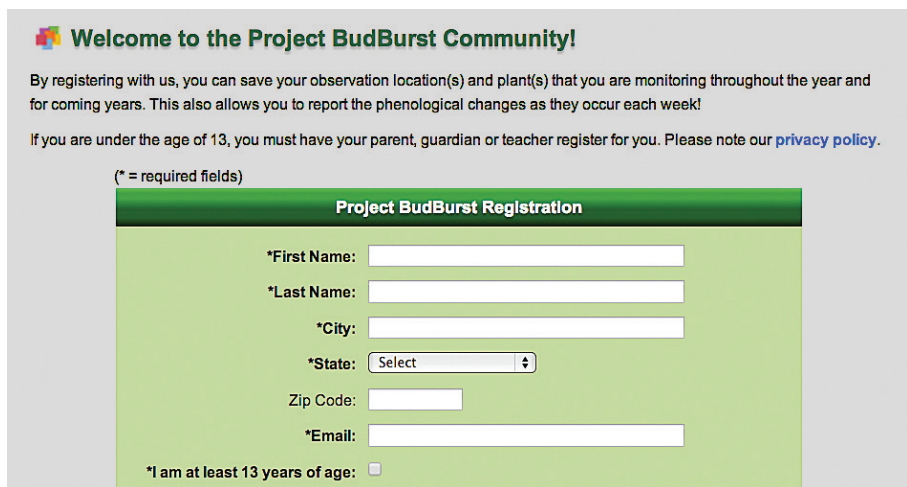 Welcome to the Project BudBurst Community!
By registering with us, you can save your observation location(s) and plant(s) that you are monitoring throughout the year and
for coming years. This also allows you to report the phenological changes as they occur each week!
If you are under the age of 13, you must have your parent, guardian or teacher register for you. Please note our privacy policy.
(* = required fields)
Project BudBurst Registration
*First Name:
*Last Name:
*City:
*State: Select
Zip Code:
*Email:
*I am at least 13 years of age: